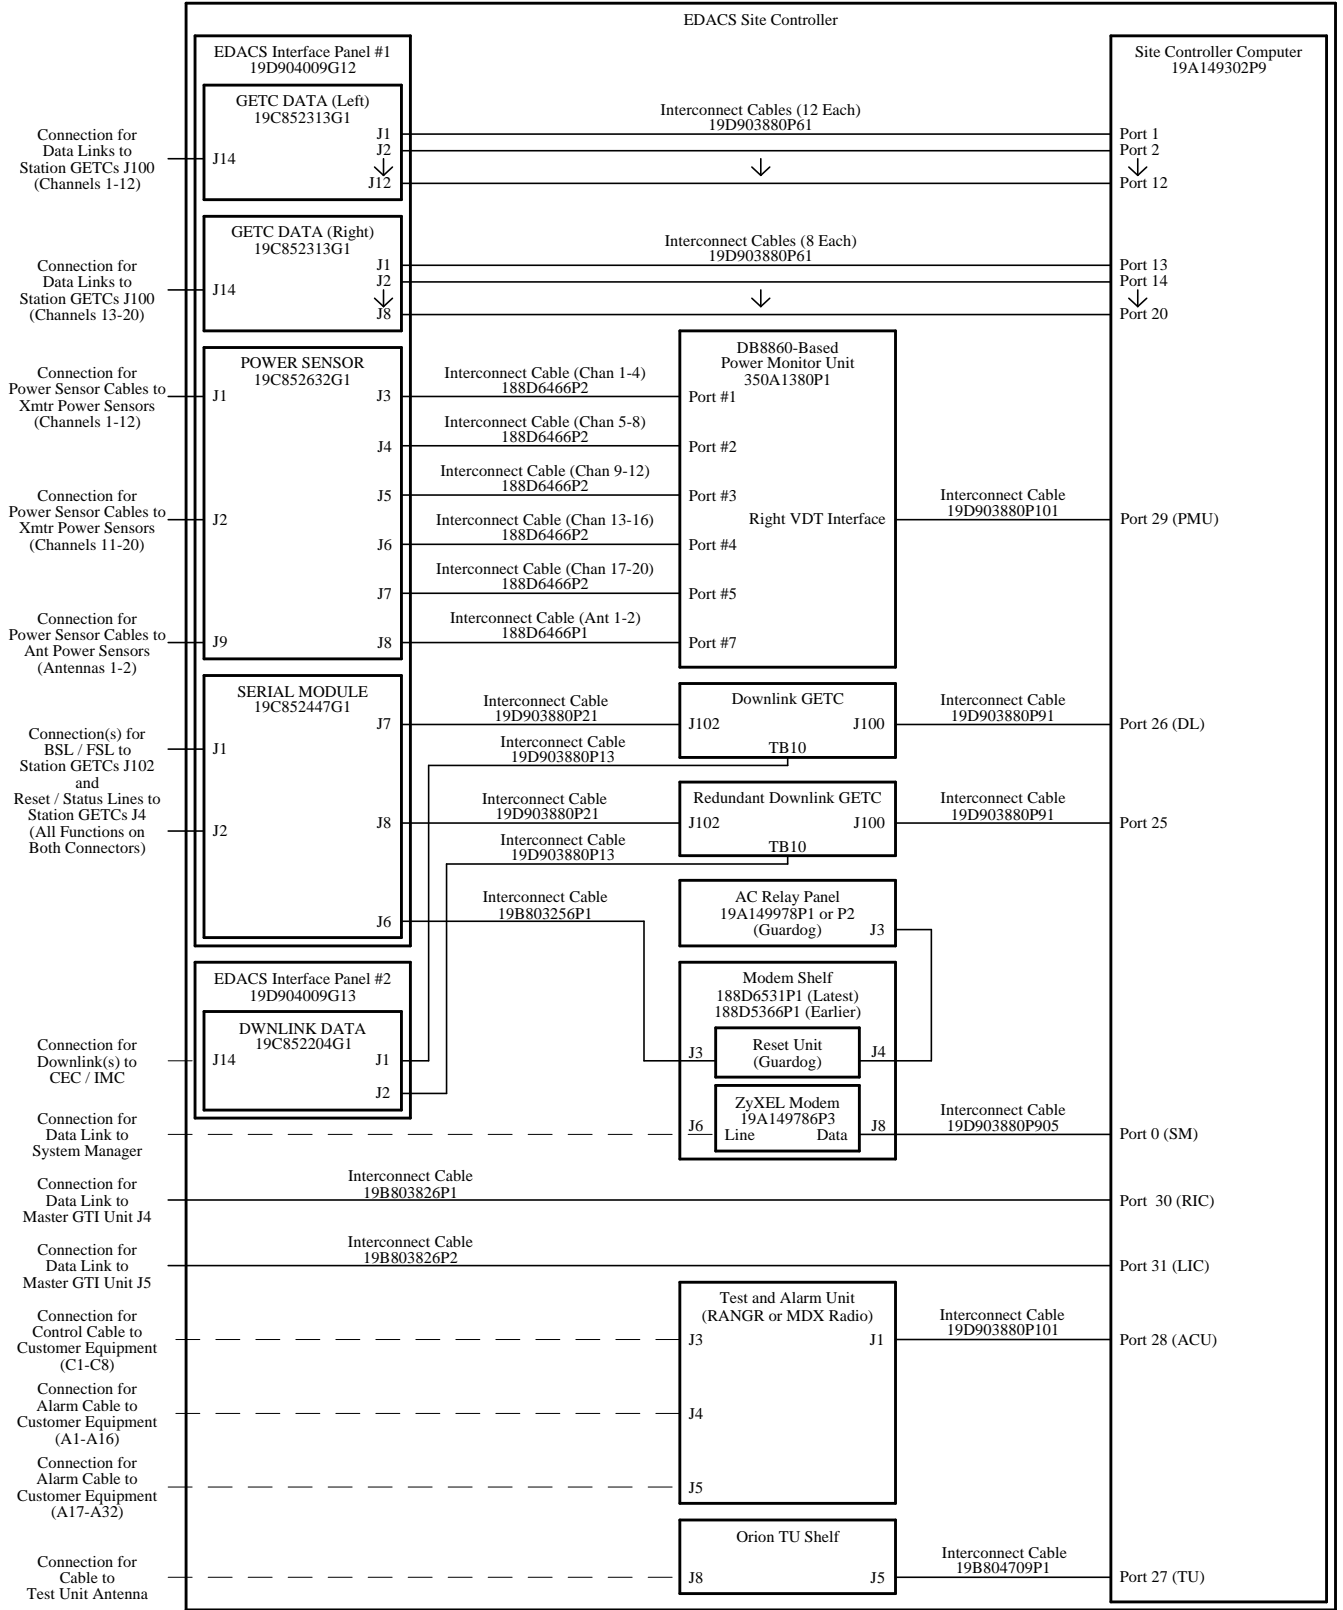 EDACS Site Controller
EDACS Interface Panel #1
19D904009G12
Site Controller Computer
19A149302P9
GETC DATA (Left)
19C852313G1
Interconnect Cables (12 Each)
19D903880P61
Connection for
Data Links to
Station GETCs J100
(Channels 1-12)
J14
J1
J2
J12
Port 1
Port 2
Port 12
GETC DATA (Right)
19C852313G1
Interconnect Cables (8 Each)
19D903880P61
Connection for
Data Links to
Station GETCs J100
(Channels 13-20)
J14
J1
J2
J8
Port 13
Port 14
Port 20
POWER SENSOR
19C852632G1
DB8860-Based
Power Monitor Unit
350A1380P1
Connection for
Power Sensor Cables to
Xmtr Power Sensors
(Channels 1-12)
J1
J3
Interconnect Cable (Chan 1-4)
188D6466P2
Port #1
J4
Interconnect Cable (Chan 5-8)
188D6466P2
Port #2
J5
Interconnect Cable (Chan 9-12)
188D6466P2
Port #3
Connection for
Power Sensor Cables to
Xmtr Power Sensors
(Channels 11-20)
J2
J6
Interconnect Cable (Chan 13-16)
188D6466P2
Port #4
Right VDT Interface
Interconnect Cable
19D903880P101
Port 29 (PMU)
J7
Interconnect Cable (Chan 17-20)
188D6466P2
Port #5
Connection for
Power Sensor Cables to
Ant Power Sensors
(Antennas 1-2)
J9
J8
Interconnect Cable (Ant 1-2)
188D6466P1
Port #7
SERIAL MODULE
19C852447G1
J7
Interconnect Cable
19D903880P21
Downlink GETC
J102
J100
TB10
Interconnect Cable
19D903880P91
Port 26 (DL)
Interconnect Cable
19D903880P13
Connection(s) for
BSL / FSL to
Station GETCs J102
and
Reset / Status Lines to
Station GETCs J4
(All Functions on
Both Connectors)
J1
J2
J8
Interconnect Cable
19D903880P21
Redundant Downlink GETC
J102
J100
TB10
Interconnect Cable
19D903880P91
Port 25
Interconnect Cable
19D903880P13
J6
Interconnect Cable
19B803256P1
AC Relay Panel
19A149978P1 or P2
(Guardog)
J3
EDACS Interface Panel #2
19D904009G13
Modem Shelf
188D6531P1 (Latest)
188D5366P1 (Earlier)
DWNLINK DATA
19C852204G1
Connection for
Downlink(s) to
CEC / IMC
J14
J1
J2
J3
Reset Unit
(Guardog)
J4
Connection for
Data Link to
System Manager
J6
ZyXEL Modem
19A149786P3
Line
Data
J8
Interconnect Cable
19D903880P905
Port 0 (SM)
Connection for
Data Link to
Master GTI Unit J4
Interconnect Cable
19B803826P1
Port 30 (RIC)
Connection for
Data Link to
Master GTI Unit J5
Interconnect Cable
19B803826P2
Port 31 (LIC)
Test and Alarm Unit
(RANGR or MDX Radio)
Connection for
Control Cable to
Customer Equipment
(C1-C8)
J3
J1
Interconnect Cable
19D903880P101
Port 28 (ACU)
Connection for
Alarm Cable to
Customer Equipment
(A1-A16)
J4
Connection for
Alarm Cable to
Customer Equipment
(A17-A32)
J5
Orion TU Shelf
Connection for
Cable to
Test Unit Antenna
J8
J5
Interconnect Cable
19B804709P1
Port 27 (TU)